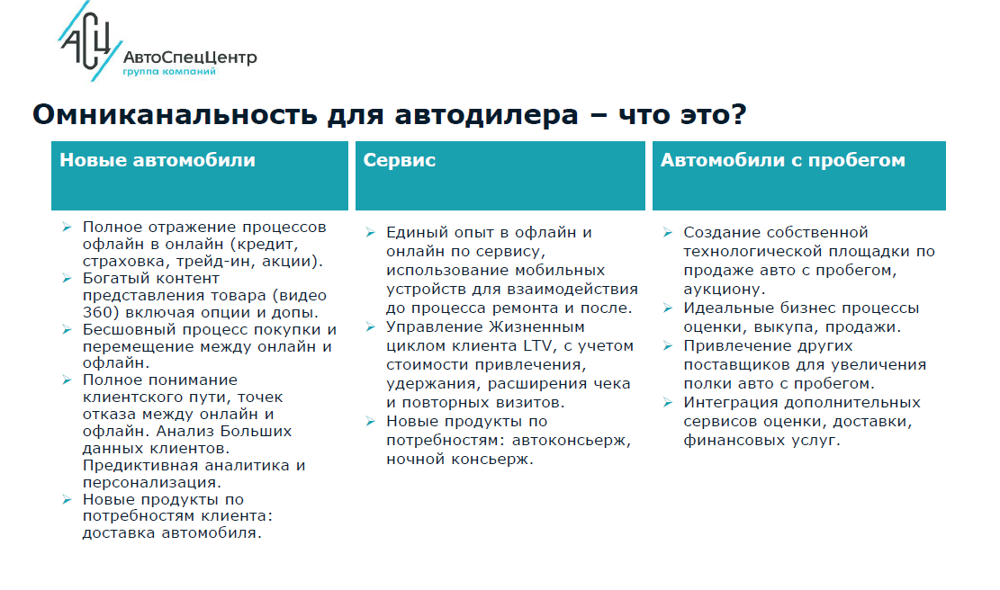 АСЦ
АвтоСпецЦентр
группа компаний
Омниканальность для автодилера – что это?
Новые автомобили
Полное отражение процессов
офлайн в онлайн (кредит,
страховка, трейд-ин, акции).
Богатый контент
представления товара (видео
360) включая опции и допы.
Бесшовный процесс покупки и
перемещение между онлайн и
офлайн.
Полное понимание
клиентского пути, точек
отказа между онлайн и
офлайн. Анализ Больших
данных клиентов.
Предиктивная аналитика и
персонализация.
Новые продукты по
потребностям клиента:
доставка автомобиля.
Сервис
Единый опыт в офлайн и
онлайн по сервису,
использование мобильных
устройств для взаимодействия
до процесса ремонта и после.
Управление Жизненным
циклом клиента LTV, с учетом
стоимости привлечения,
удержания, расширения чека
и повторных визитов.
Новые продукты по
потребностям: автоконсьерж,
ночной консьерж.
Автомобили с пробегом
Создание собственной
технологической площадки по
продаже авто с пробегом,
аукциону.
Идеальные бизнес процессы
оценки, выкупа, продажи.
Привлечение других
поставщиков для увеличения
полки авто с пробегом.
Интеграция дополнительных
сервисов оценки, доставки,
финансовых услуг.